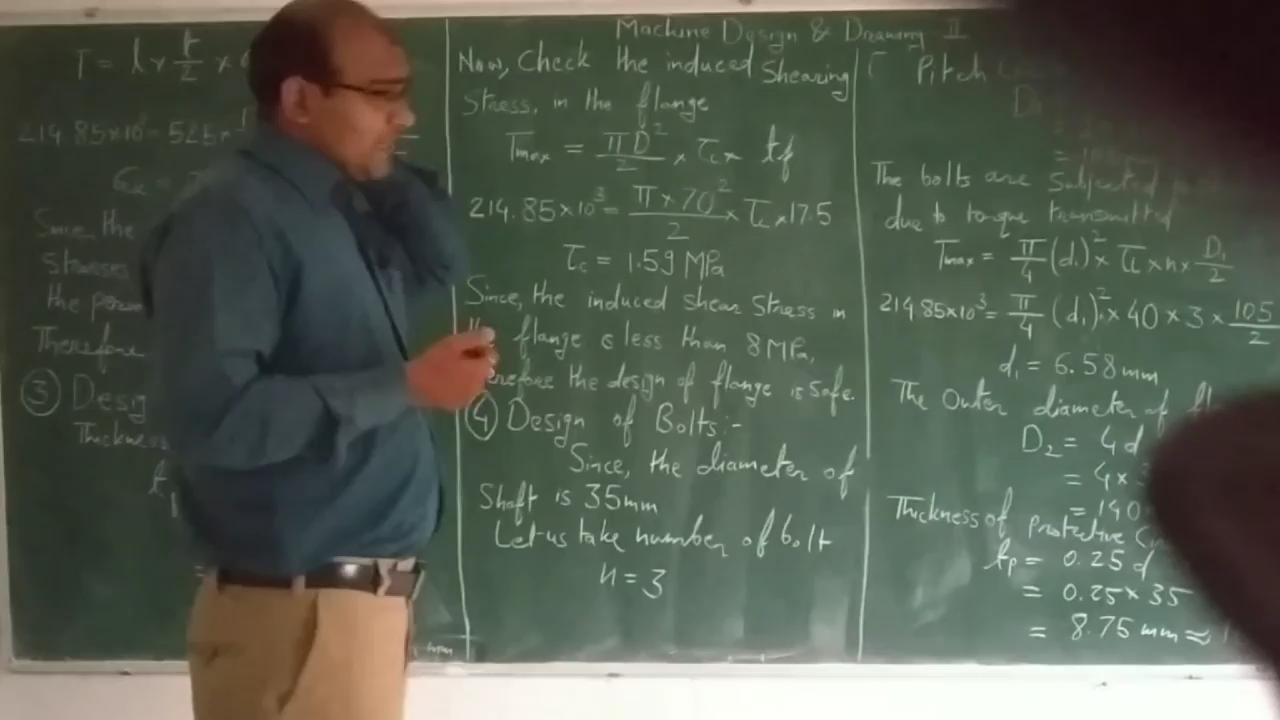 Machine Design & Drawing II
T = l × t/2 ×
214.85×10³ = 525×
Since the
Stresses
the
Therefore
③ Desig
Thickness
Now, Check the induced Shearing
Stress, in the flange
Tmax = πD²/2 × τc × tf
214.85×10³ = π×70²/2 × τc × 17.5
τc = 1.59 MPa
Since, the induced shear Stress in
flange is less than 8 MPa,
Therefore the design of flange is safe.
④ Design of Bolts:-
Since, the diameter of
Shaft is 35mm
Let us take number of bolt
n = 3
Pitch
The bolts are Subjected
due to torque transmitted
Tmax = π/4 (d₁)² × τc × n × D₁/2
214.85×10³ = π/4 (d₁)² × 40 × 3 × 105/2
d₁ = 6.58mm
The Outer diameter of fl
D₂ = 4d
= 4×3
= 140
Thickness of protective
tp = 0.25 d
= 0.25×35
= 8.75 mm ≈